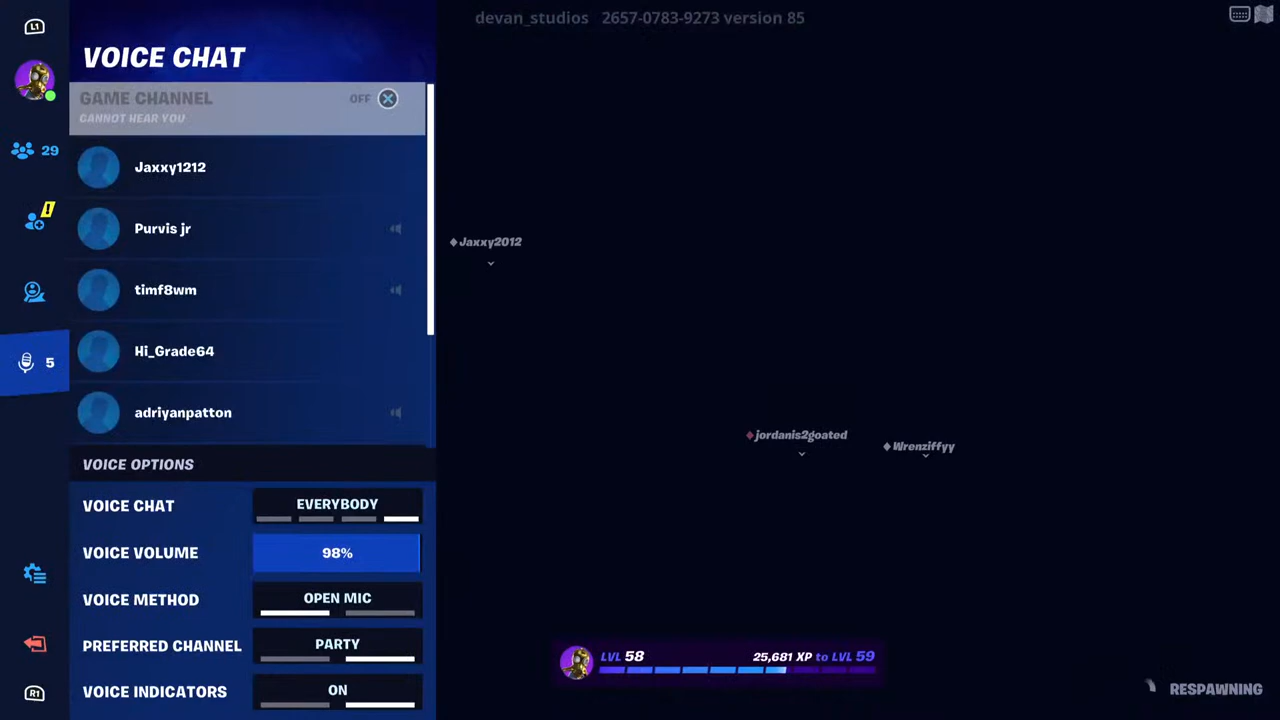 devan_studios 2657-0783-9273 version 85
L1
VOICE CHAT
GAME CHANNEL
OFF
CANNOT HEAR YOU
29
Jaxxy1212
Purvis jr
!
Jaxxy2012
timf8wm
Hi_Grade64
5
adriyanpatton
jordanis2goated
Wrenziffyy
VOICE OPTIONS
VOICE CHAT EVERYBODY
VOICE VOLUME 98%
VOICE METHOD OPEN MIC
PREFERRED CHANNEL PARTY
LVL 58 25,681 XP to LVL 59
VOICE INDICATORS ON
R1
RESPAWNING